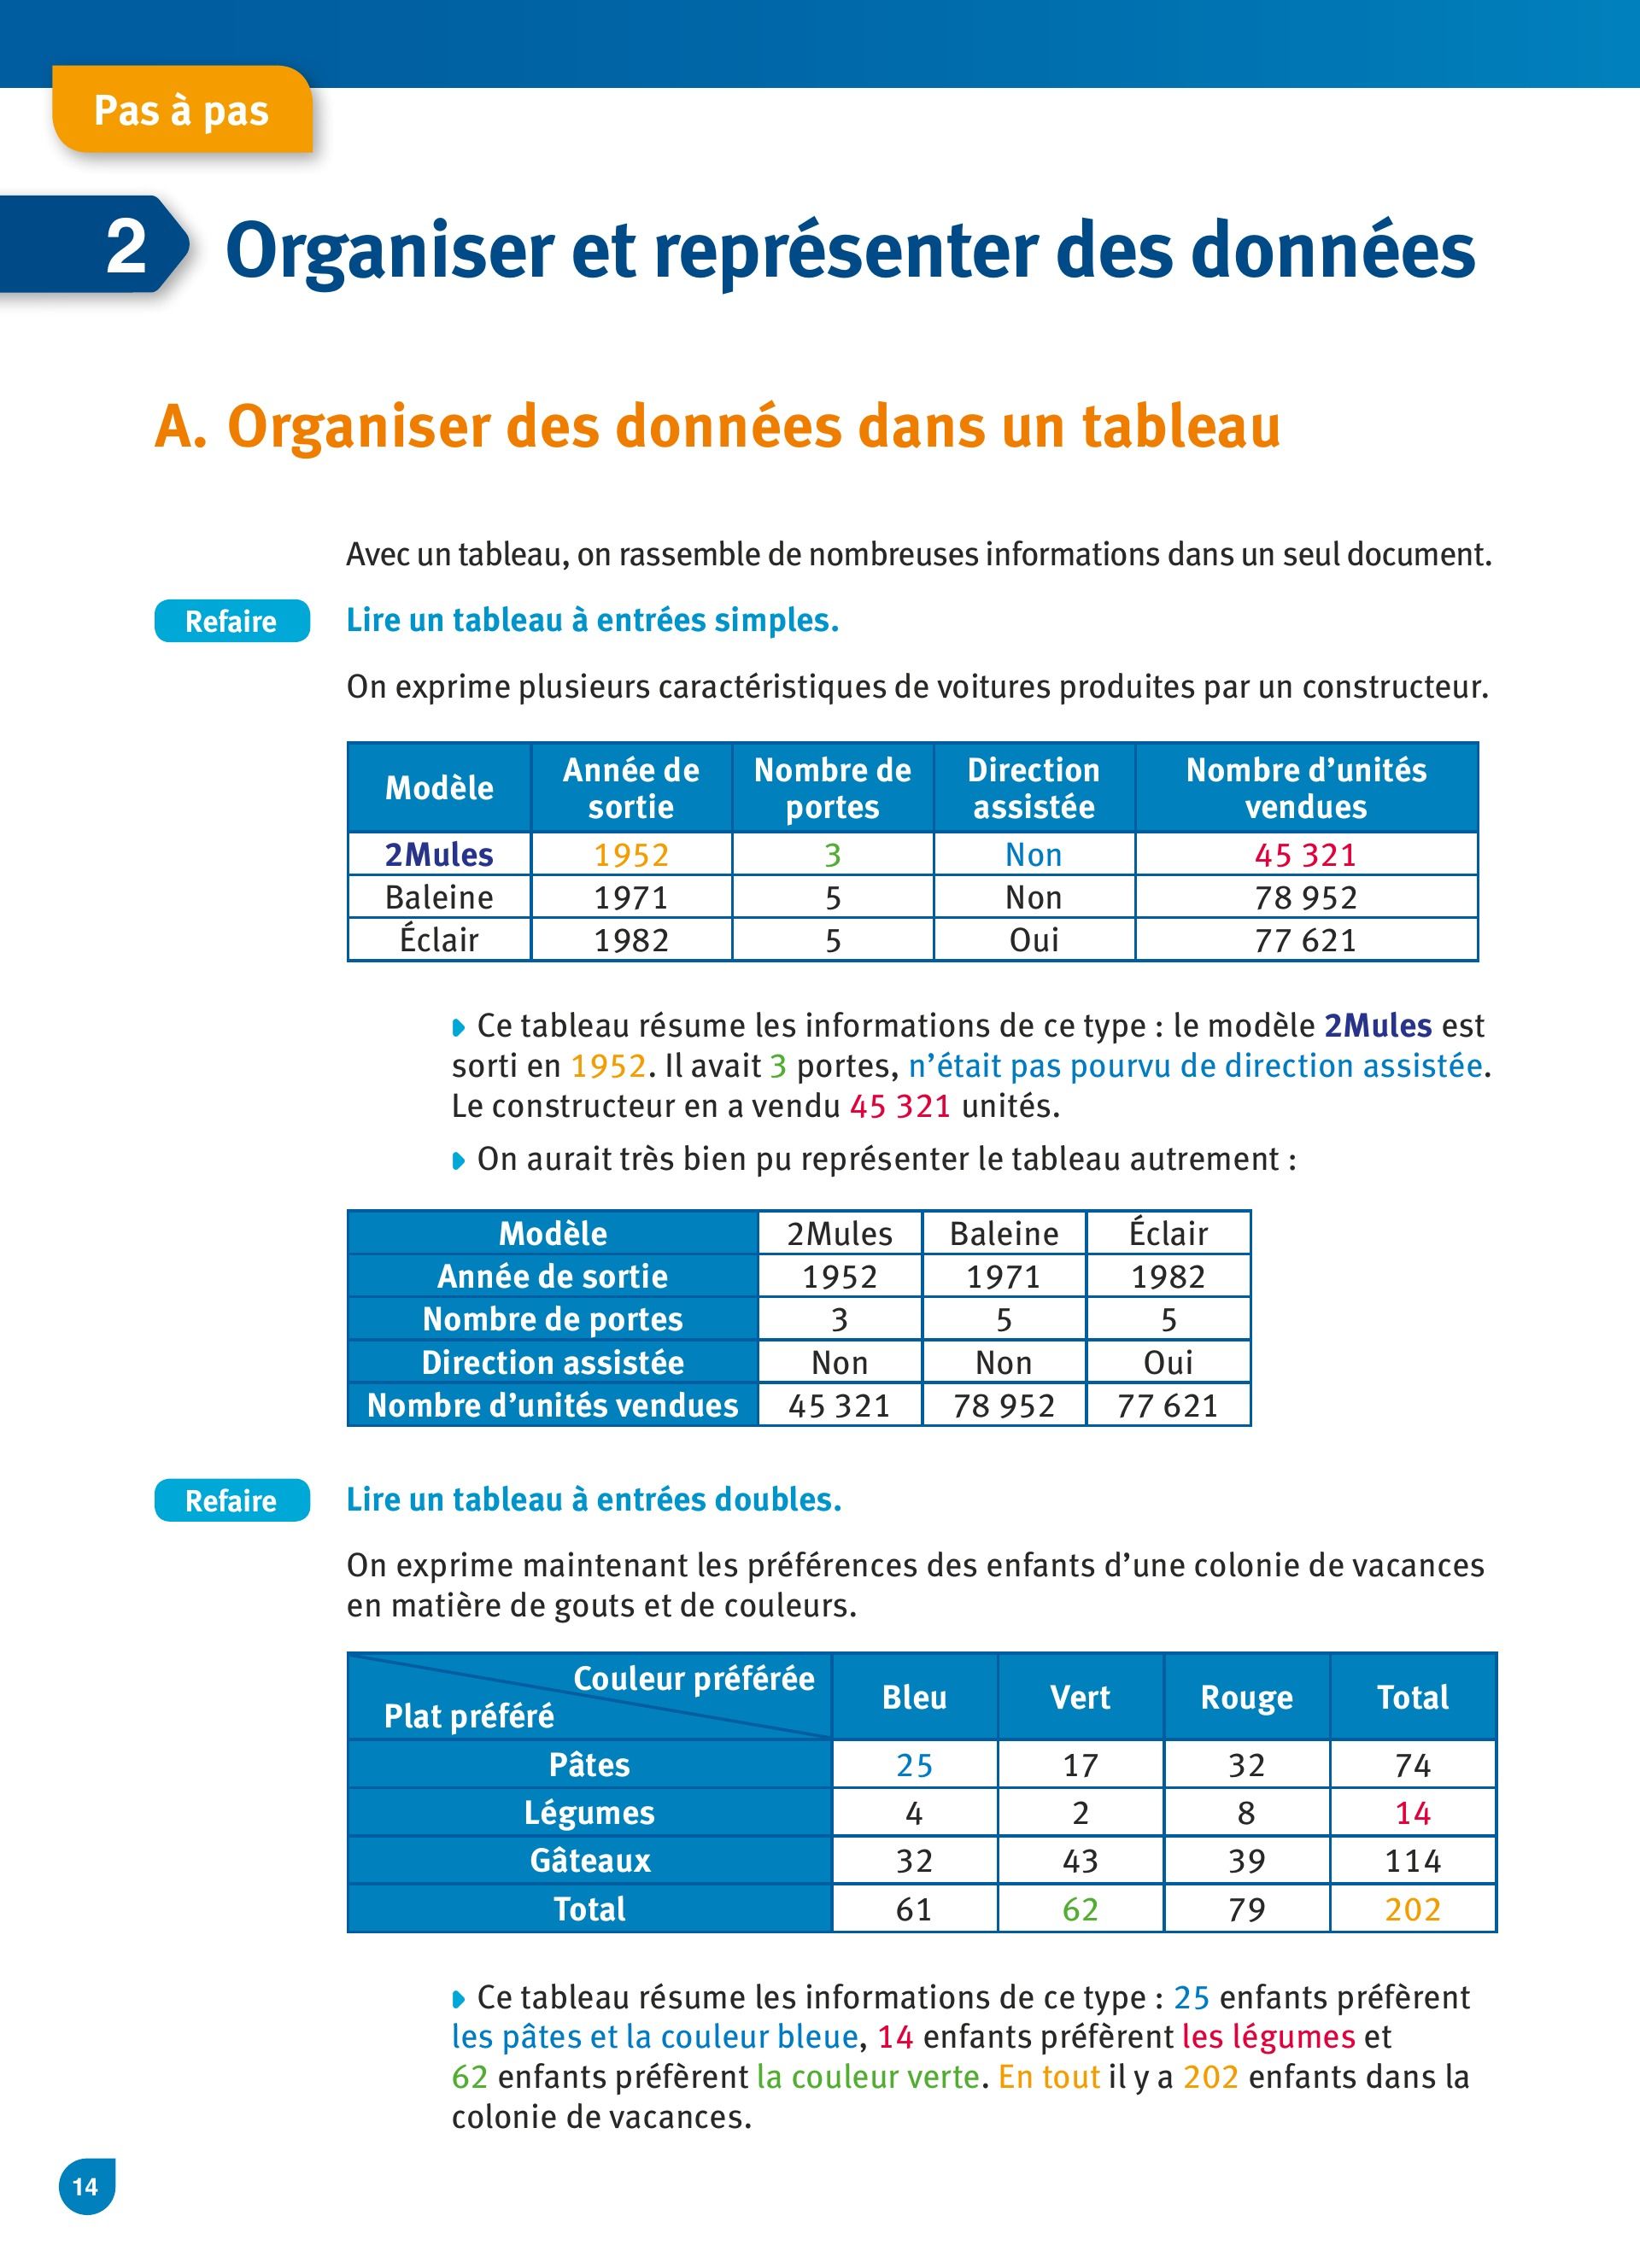 Pas à pas
2 Organiser et représenter des données
A. Organiser des données dans un tableau
Avec un tableau, on rassemble de nombreuses informations dans un seul document.
Refaire Lire un tableau à entrées simples.
On exprime plusieurs caractéristiques de voitures produites par un constructeur.
Modèle Année de sortie Nombre de portes Direction assistée Nombre d’unités vendues
2Mules 1952 3 Non 45 321
Baleine 1971 5 Non 78 952
Éclair 1982 5 Oui 77 621
Ce tableau résume les informations de ce type : le modèle 2Mules est
sorti en 1952. Il avait 3 portes, n’était pas pourvu de direction assistée.
Le constructeur en a vendu 45 321 unités.
On aurait très bien pu représenter le tableau autrement :
Modèle 2Mules Baleine Éclair
Année de sortie 1952 1971 1982
Nombre de portes 3 5 5
Direction assistée Non Non Oui
Nombre d’unités vendues 45 321 78 952 77 621
Refaire Lire un tableau à entrées doubles.
On exprime maintenant les préférences des enfants d’une colonie de vacances
en matière de gouts et de couleurs.
Couleur préférée Plat préféré Bleu Vert Rouge Total
Pâtes 25 17 32 74
Légumes 4 2 8 14
Gâteaux 32 43 39 114
Total 61 62 79 202
Ce tableau résume les informations de ce type : 25 enfants préfèrent
les pâtes et la couleur bleue, 14 enfants préfèrent les légumes et
62 enfants préfèrent la couleur verte. En tout il y a 202 enfants dans la
colonie de vacances.
14